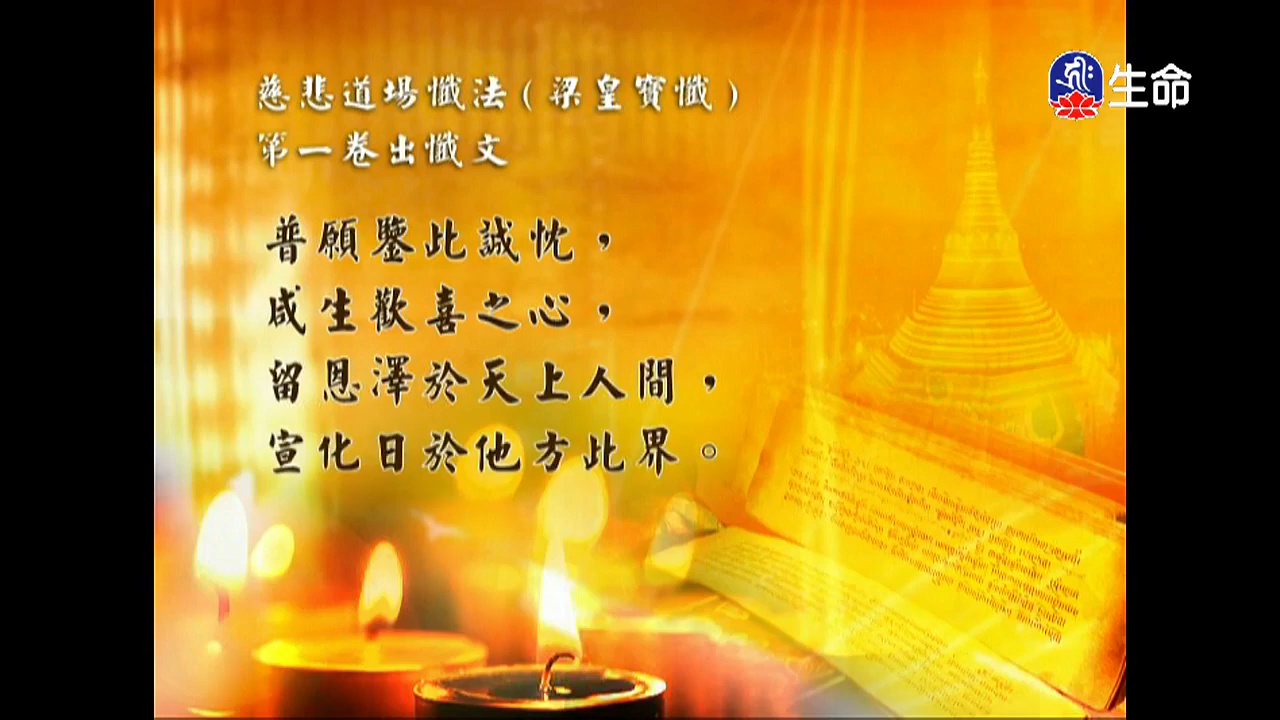 慈悲道場懺法(梁皇寶懺)
第一卷出懺文
生命
普願鑒此誠忱，
咸生歡喜之心，
留恩澤於天上人間，
宣化日於他方此界。